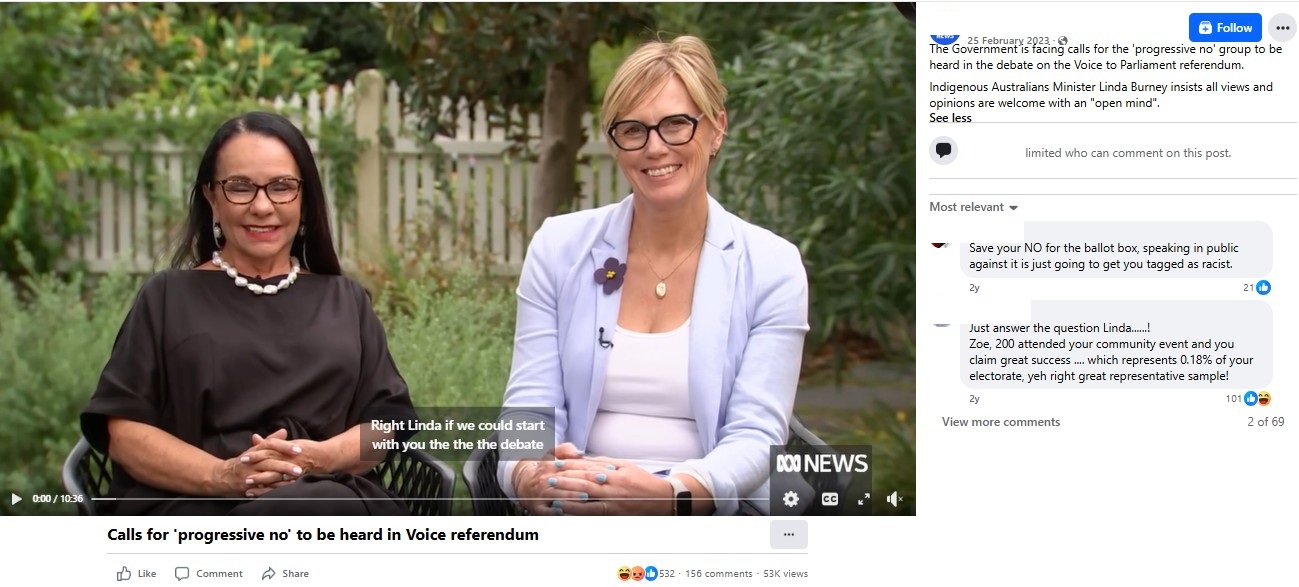 Follow
NEWS
25 February 2023
The Government is facing calls for the 'progressive no' group to be
heard in the debate on the Voice to Parliament referendum.
Indigenous Australians Minister Linda Burney insists all views and
opinions are welcome with an "open mind".
See less
limited who can comment on this post.
Most relevant
Save your NO for the ballot box, speaking in public
against it is just going to get you tagged as racist.
2y
21
Just answer the question Linda......!
Zoe, 200 attended your community event and you
claim great success .... which represents 0.18% of your
electorate, yeh right great representative sample!
2y
101
View more comments
2 of 69
Right Linda if we could start
with you the the the debate
NEWS
0:00 / 10:36
CC
Calls for 'progressive no' to be heard in Voice referendum
Like
Comment
Share
532 · 156 comments · 53K views